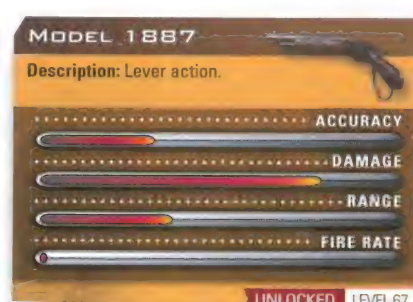 MODEL 1887
Description: Lever action.
ACCURACY
DAMAGE
RANGE
FIRE RATE
UNLOCKED LEVEL 67